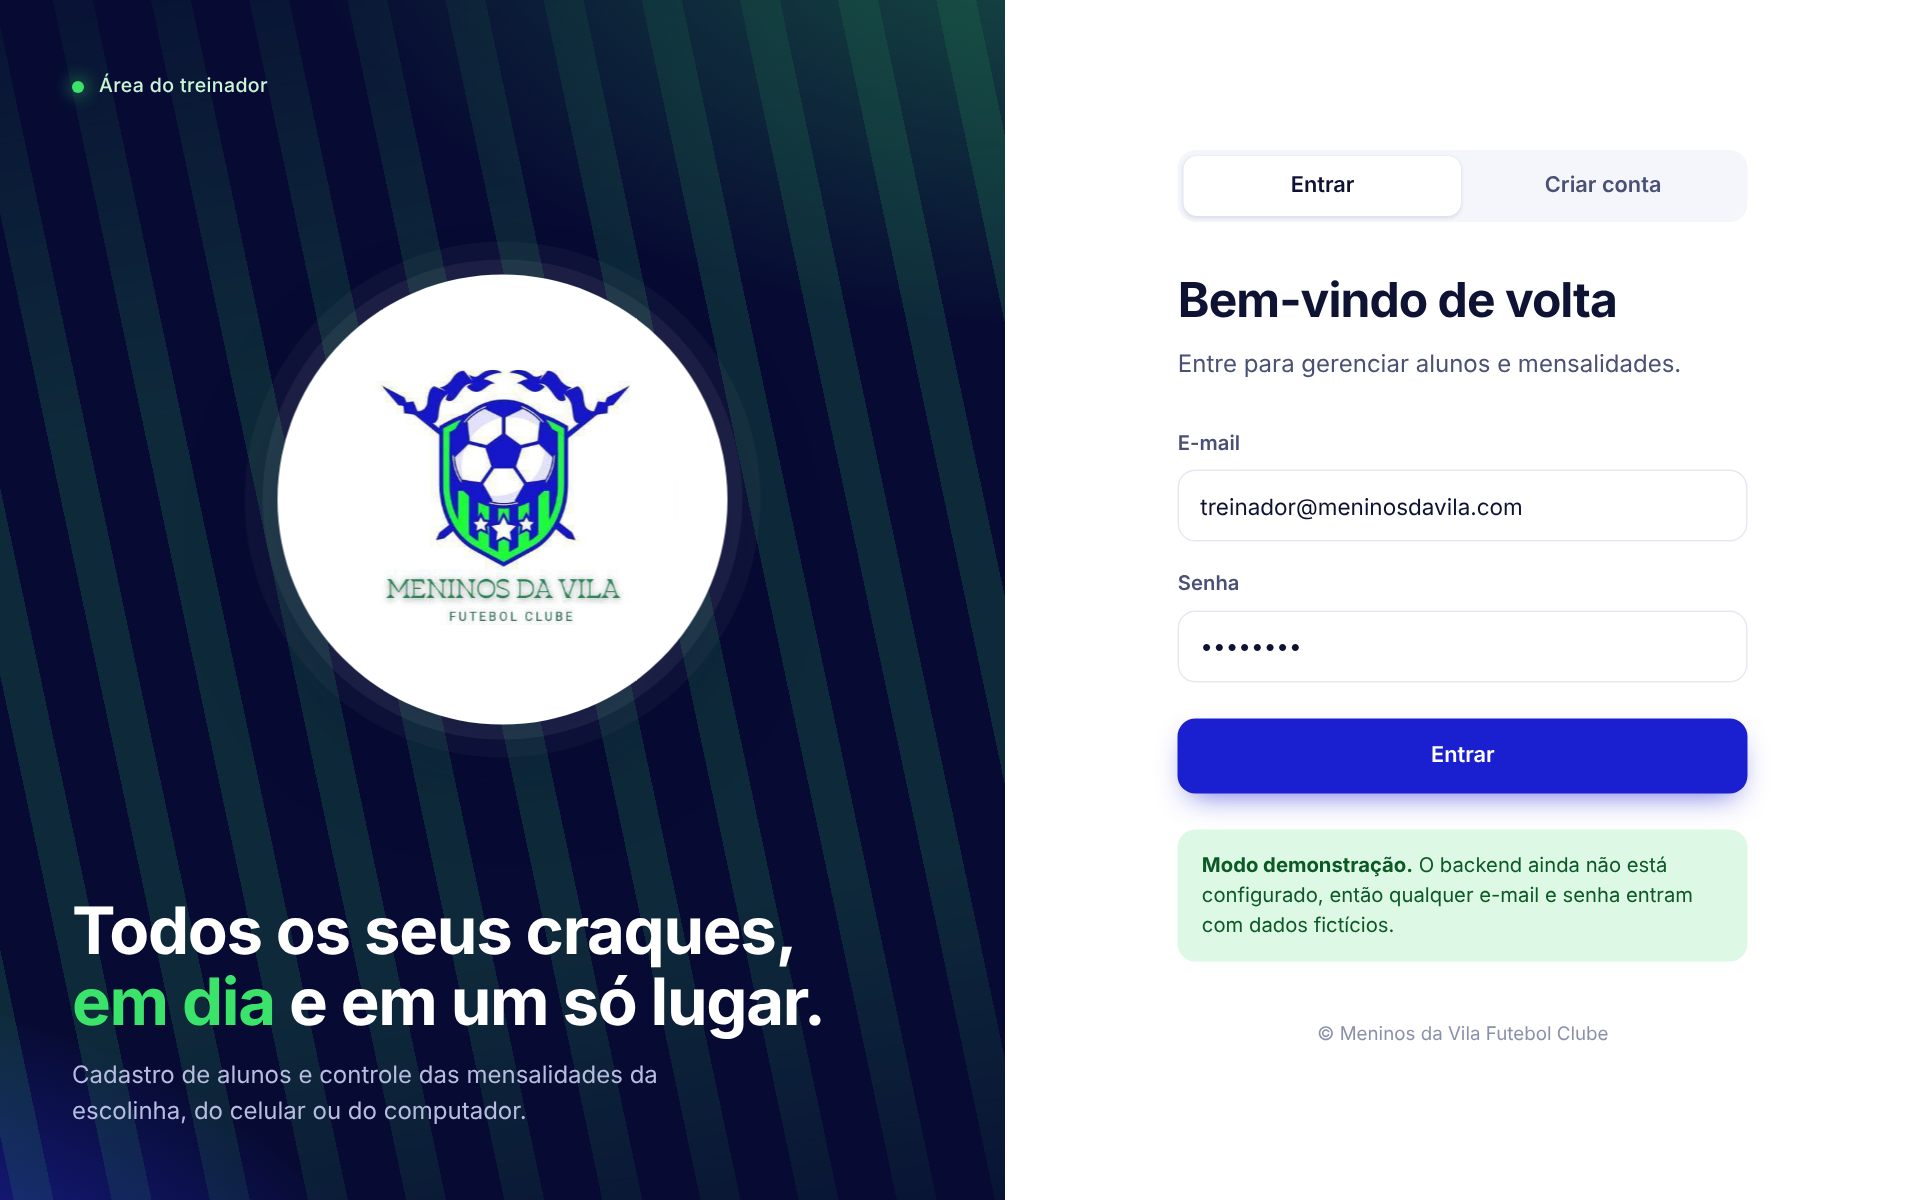 Área do treinador
MENINOS DA VILA
FUTEBOL CLUBE
Todos os seus craques,
em dia e em um só lugar.
Cadastro de alunos e controle das mensalidades da
escolinha, do celular ou do computador.
Entrar
Criar conta
Bem-vindo de volta
Entre para gerenciar alunos e mensalidades.
E-mail
treinador@meninosdavila.com
Senha
••••••••
Entrar
Modo demonstração. O backend ainda não está
configurado, então qualquer e-mail e senha entram
com dados fictícios.
© Meninos da Vila Futebol Clube